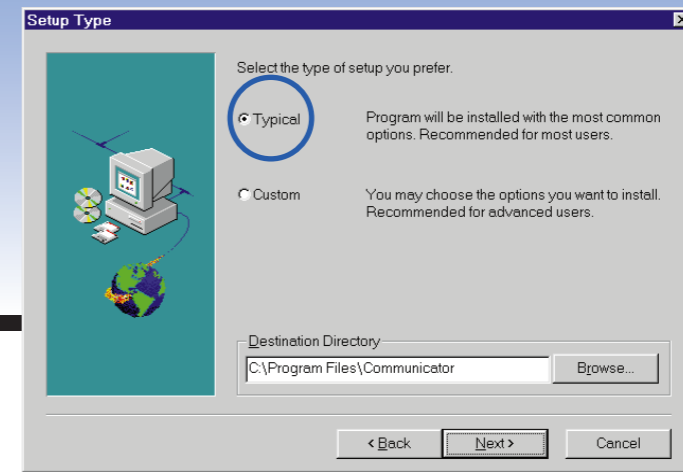 Setup Type
Select the type of setup you prefer.
Typical
Program will be installed with the most common
options. Recommended for most users.
Custom
You may choose the options you want to install.
Recommended for advanced users.
Destination Directory
C:\Program Files\Communicator
Browse...
< Back
Next >
Cancel